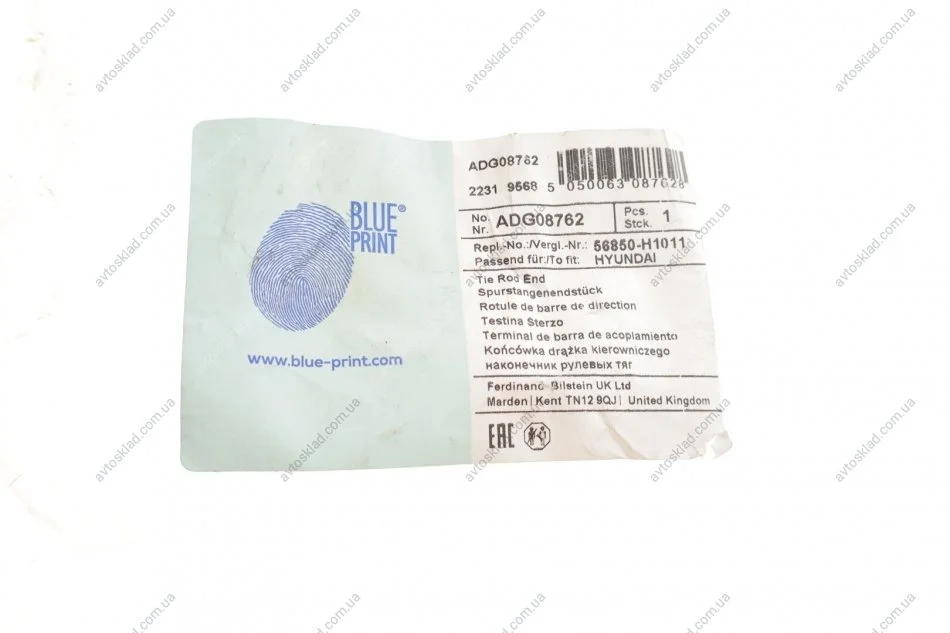 BLUE®
PRINT
www.blue-print.com
ADG08762
2231 9568 5 050063 087628
No.
Nr. ADG08762
Pcs.
Stck. 1
Repl.-No.:/Vergl.-Nr.: 56850-H1011
Passend für:/To fit: HYUNDAI
Tie Rod End
Spurstangenendstück
Rotule de barre de direction
Testina Sterzo
Terminal de barra de acoplamiento
Końcówka drążka kierowniczego
наконечник рулевых тяг
Ferdinand Bilstein UK Ltd
Marden | Kent TN12 9QJ | United Kingdom
EAC
avtosklad.com.ua